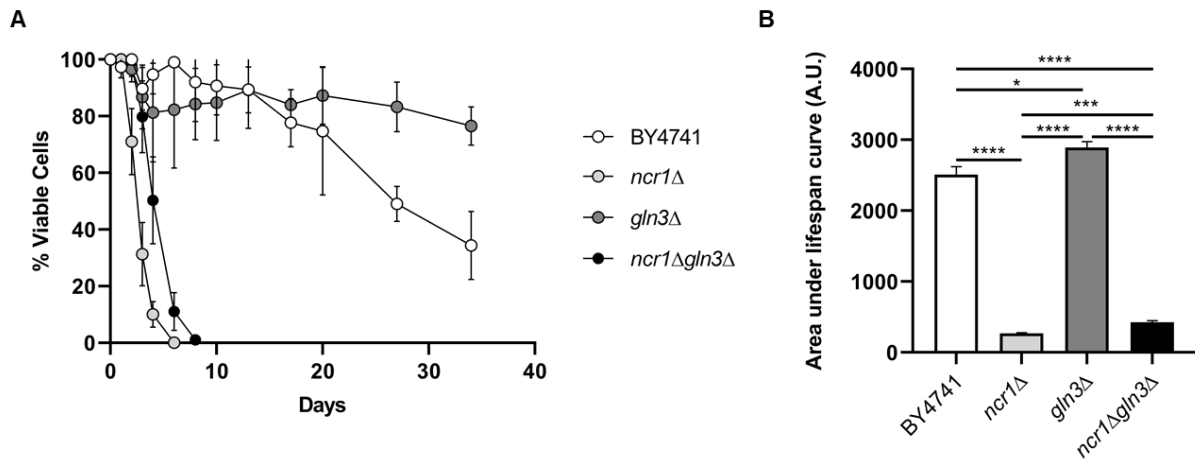 A
% Viable Cells
100
80
60
40
20
0
0 10 20 30 40
Days
BY4741
ncr1Δ
gln3Δ
ncr1Δgln3Δ
B
Area under lifespan curve (A.U.)
4000
3000
2000
1000
0
****
*
***
**** ****
****
BY4741 ncr1Δ gln3Δ ncr1Δgln3Δ